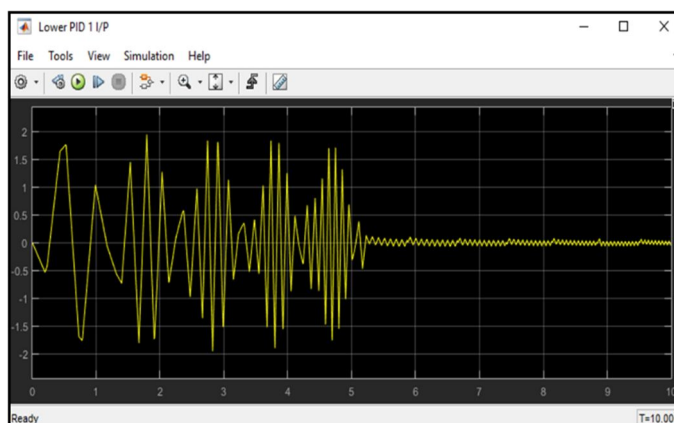 Lower PID 1 I/P
File Tools View Simulation Help
2
1.5
1
0.5
0
-0.5
-1
-1.5
-2
0 1 2 3 4 5 6 7 8 9 10
Ready T=10.00